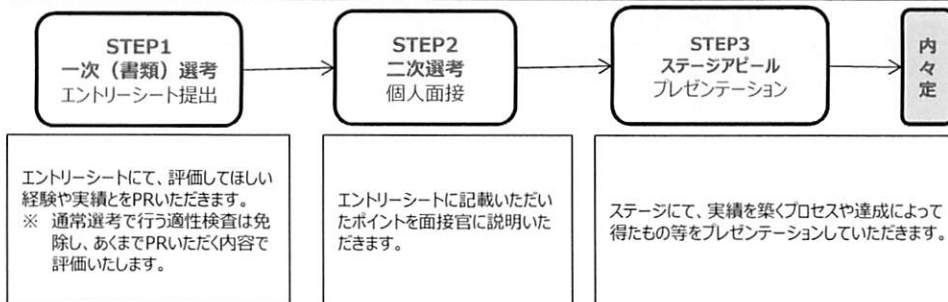 STEP1
一次（書類）選考
エントリーシート提出
STEP2
二次選考
個人面接
STEP3
ステージアピール
プレゼンテーション
内々定
エントリーシートにて、評価してほしい
経験や実績とをPRいただきます。
※ 通常選考で行う適性検査は免
除し、あくまでPRいただく内容で
評価いたします。
エントリーシートに記載いただい
たポイントを面接官に説明いた
だきます。
ステージにて、実績を築くプロセスや達成によって
得たもの等をプレゼンテーションしていただきます。